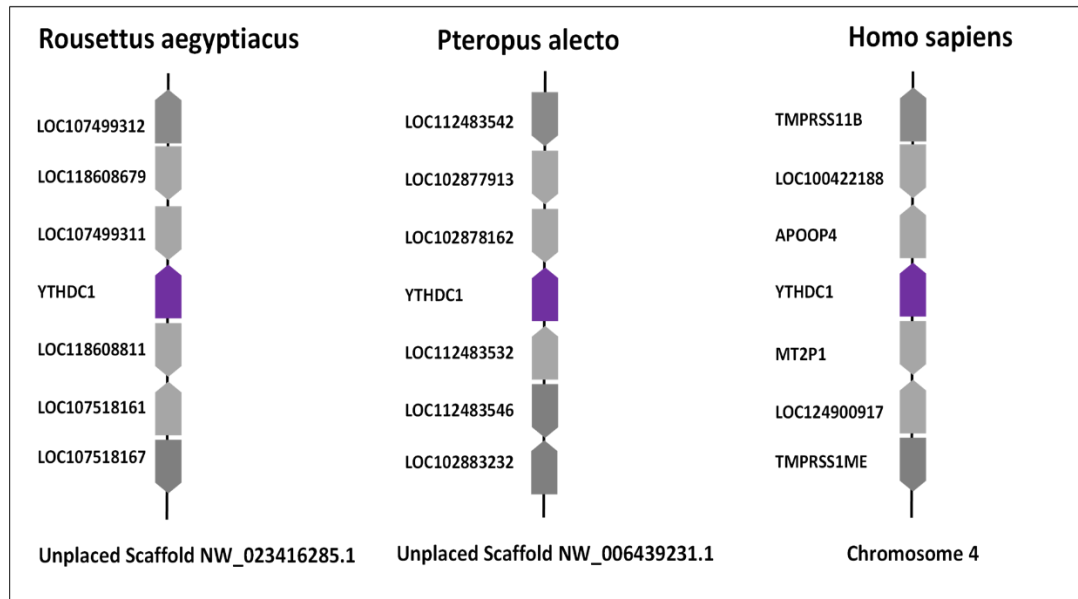 Rousettus aegyptiacus
LOC107499312
LOC118608679
LOC107499311
YTHDC1
LOC118608811
LOC107518161
LOC107518167
Unplaced Scaffold NW_023416285.1
Pteropus alecto
LOC112483542
LOC102877913
LOC102878162
YTHDC1
LOC112483532
LOC112483546
LOC102883232
Unplaced Scaffold NW_006439231.1
Homo sapiens
TMPRSS11B
LOC100422188
APOOP4
YTHDC1
MT2P1
LOC124900917
TMPRSS1ME
Chromosome 4